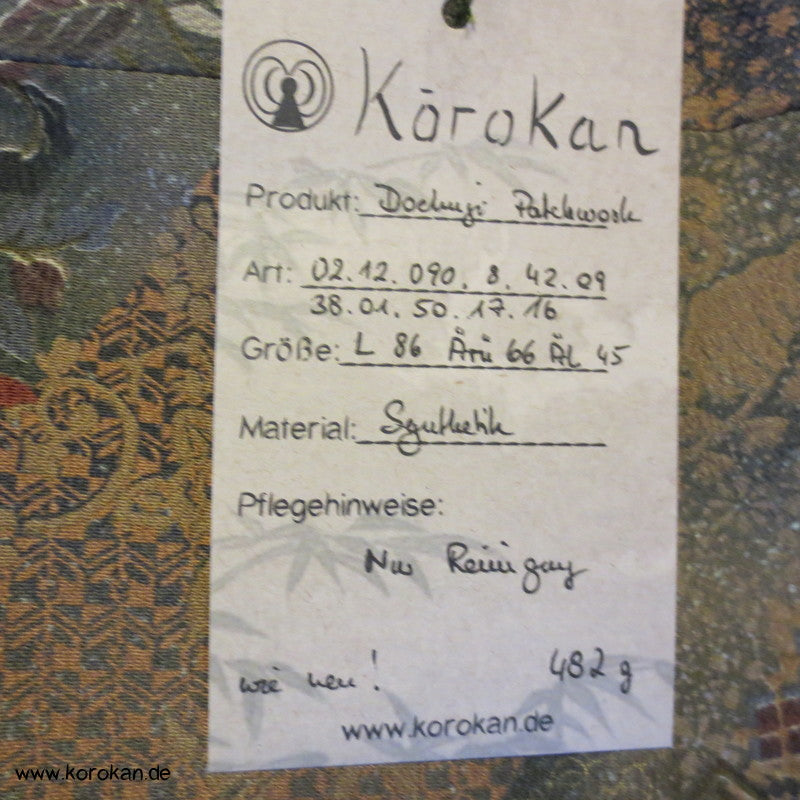 Kōrokan
Produkt: Dochugi Patchwork
Art: 02.12.090. 8. 42.09
38.01.50.17.16
Größe: L 86 Ärü 66 ÄL 45
Material: Synthetik
Pflegehinweise:
Nur Reinigung
wie neu! 482 g
www.korokan.de
www.korokan.de